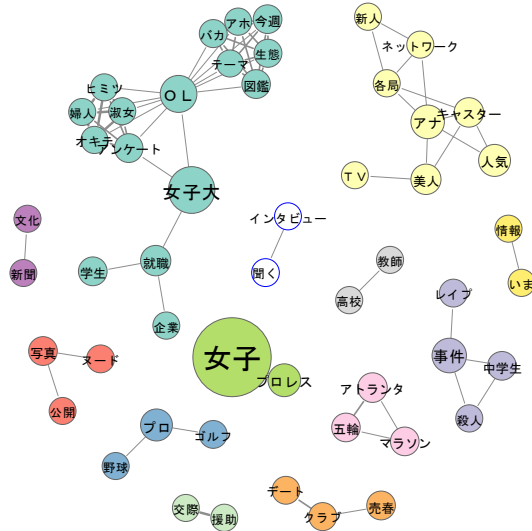 新人
今週
アホ
バカ
ネットワーク
生態
テーマ
ヒミツ
ＯＬ
図鑑
各局
婦人
淑女
キャスター
アナ
オキテ
アンケート
人気
ＴＶ
美人
女子大
文化
インタビュー
情報
教師
就職
学生
新聞
聞く
いま
レイプ
高校
企業
写真
ヌード
女子
事件
中学生
プロレス
アトランタ
公開
殺人
プロ
五輪
ゴルフ
マラソン
野球
デート
交際
援助
クラブ
売春